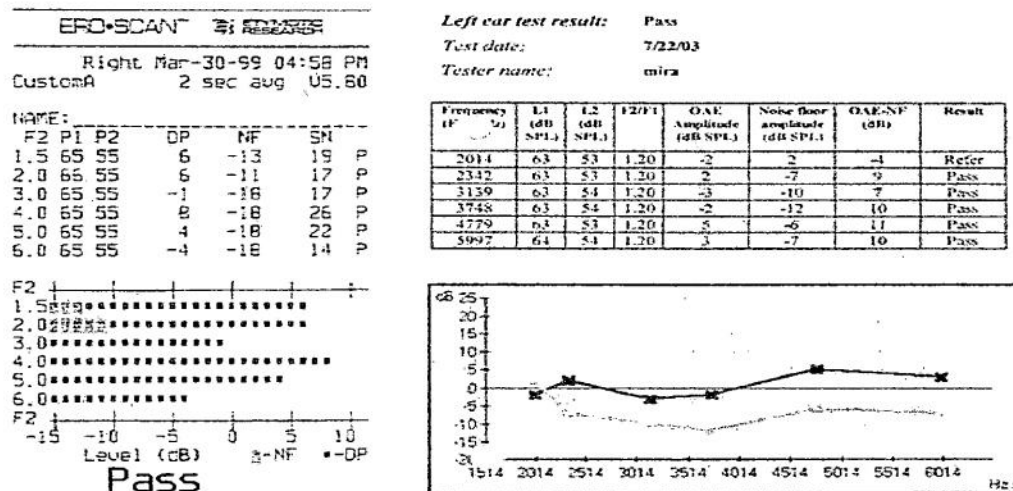 ERO•SCAN™ ETYMOTIC RESEARCH
Right Mar-30-99 04:58 PM
CustomA 2 sec avg V5.80
NAME:
F2 P1 P2 DP NF SN
1.5 65 55 6 -13 19 P
2.0 66 55 6 -11 17 P
3.0 65 55 -1 -18 17 P
4.0 65 55 8 -18 26 P
5.0 65 55 4 -18 22 P
6.0 65 55 -4 -18 14 P
F2
1.5
2.0
3.0
4.0
5.0
6.0
F2
-15 -10 -5 0 5 10
Level (dB) -NF -DP
Pass
Left ear test result: Pass
Test date: 7/22/03
Tester name: mira
Frequency L1 (dB SPL) L2 (dB SPL) F2/F1 OAE Amplitude (dB SPL) Noise floor amplitude (dB SPL) OAE-NF (dB) Result
2014 63 53 1.20 -2 2 -4 Refer
2342 63 53 1.20 2 -7 9 Pass
3139 63 54 1.20 -3 -10 7 Pass
3748 63 54 1.20 -2 -12 10 Pass
4779 63 53 1.20 5 -6 11 Pass
5997 64 54 1.20 3 -7 10 Pass
dB 25
20
15
10
5
0
-5
-10
-15
1514 2014 2514 3014 3514 4014 4514 5014 5514 6014 Hz